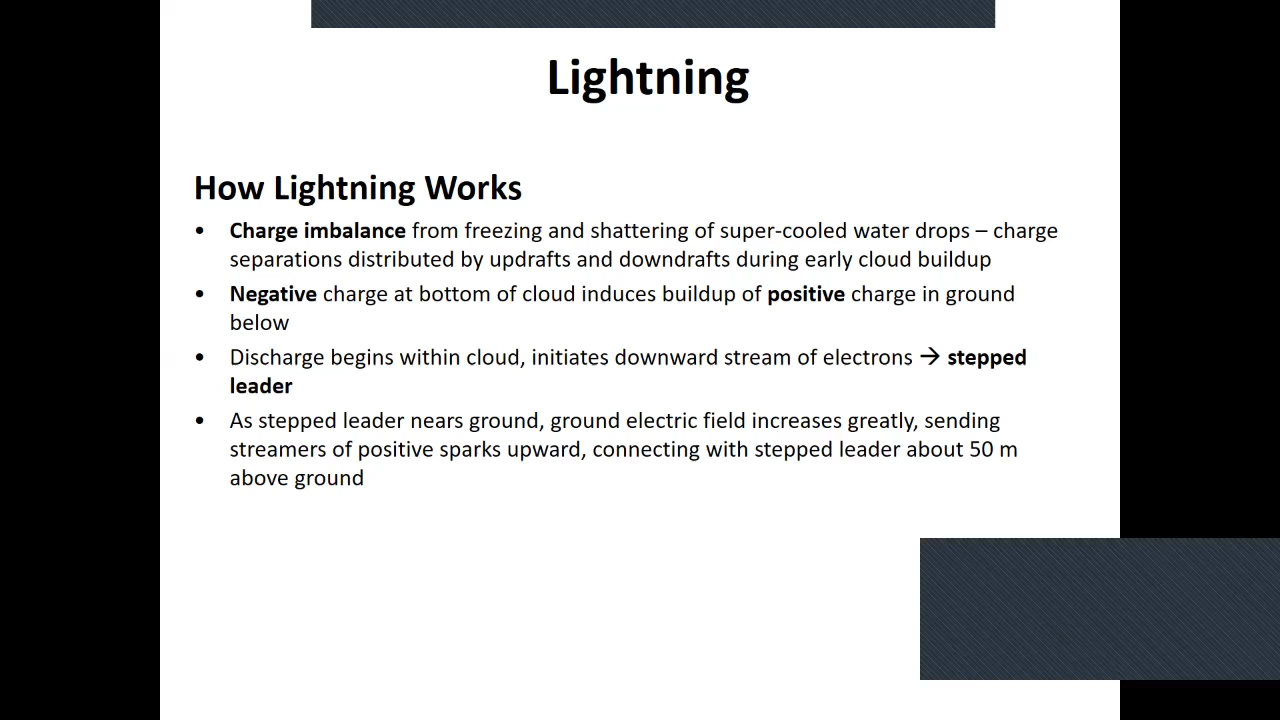 Lightning
How Lightning Works
• Charge imbalance from freezing and shattering of super-cooled water drops – charge
separations distributed by updrafts and downdrafts during early cloud buildup
• Negative charge at bottom of cloud induces buildup of positive charge in ground
below
• Discharge begins within cloud, initiates downward stream of electrons → stepped
leader
• As stepped leader nears ground, ground electric field increases greatly, sending
streamers of positive sparks upward, connecting with stepped leader about 50 m
above ground